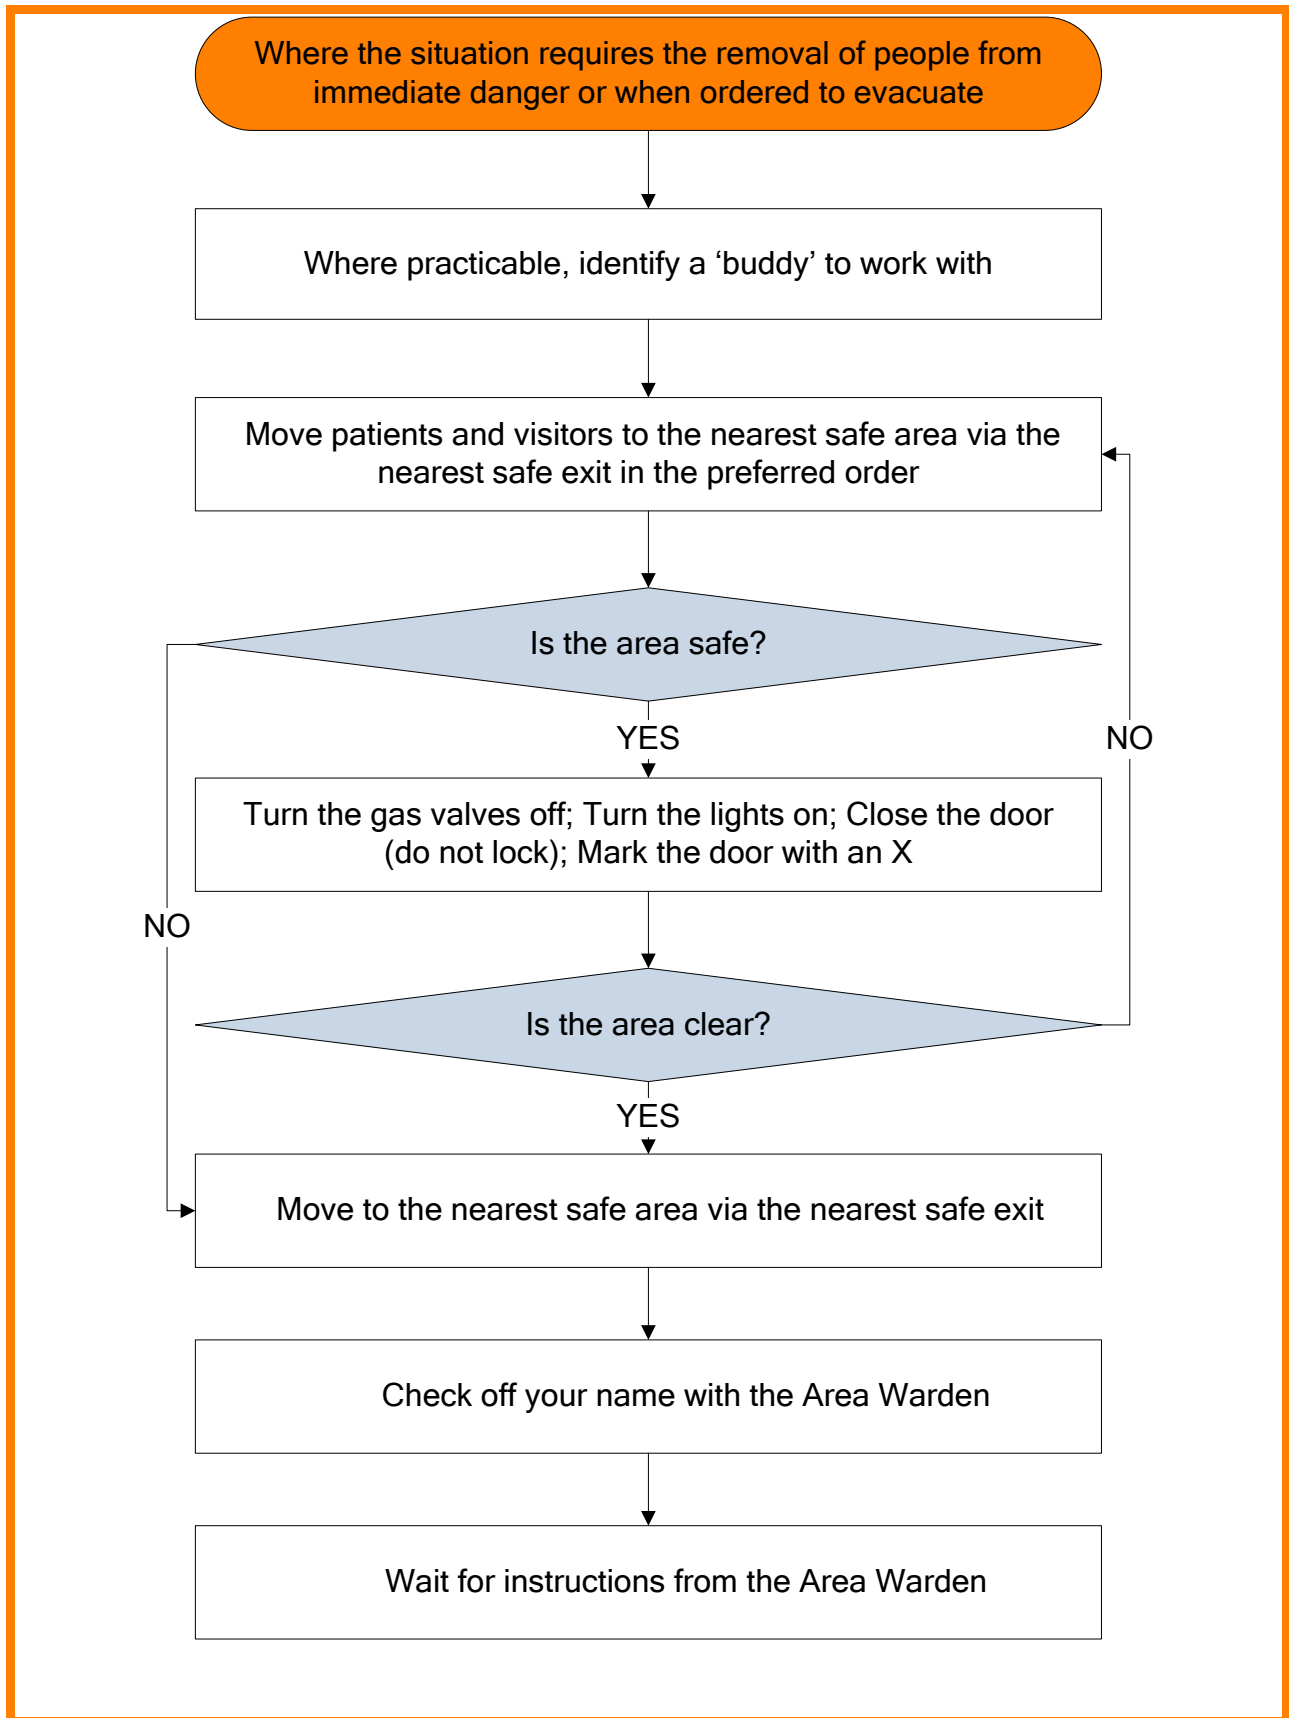 Where the situation requires the removal of people from
immediate danger or when ordered to evacuate
Where practicable, identify a ‘buddy’ to work with
Move patients and visitors to the nearest safe area via the
nearest safe exit in the preferred order
Is the area safe?
YES
NO
Turn the gas valves off; Turn the lights on; Close the door
(do not lock); Mark the door with an X
NO
Is the area clear?
YES
Move to the nearest safe area via the nearest safe exit
Check off your name with the Area Warden
Wait for instructions from the Area Warden